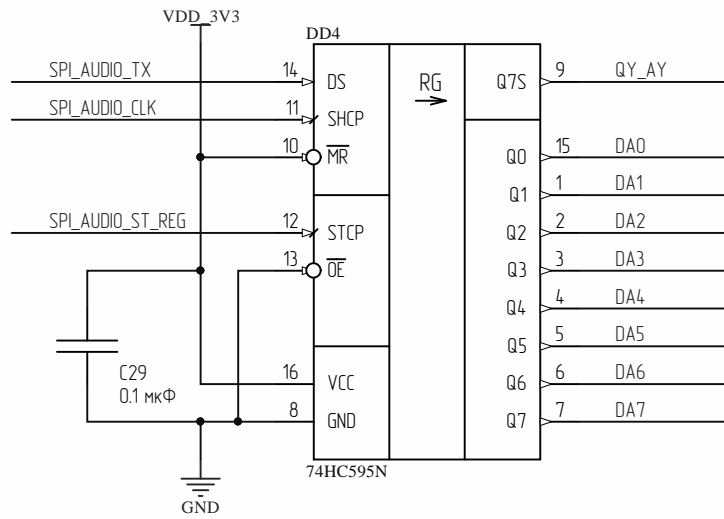 VDD_3V3
DD4
SPI_AUDIO_TX 14 DS RG Q7S 9 QY_AY
SPI_AUDIO_CLK 11 SHCP
10 MR Q0 15 DA0
Q1 1 DA1
SPI_AUDIO_ST_REG 12 STCP Q2 2 DA2
13 OE Q3 3 DA3
Q4 4 DA4
Q5 5 DA5
C29 16 VCC Q6 6 DA6
0.1 мкФ 8 GND Q7 7 DA7
74HC595N
GND